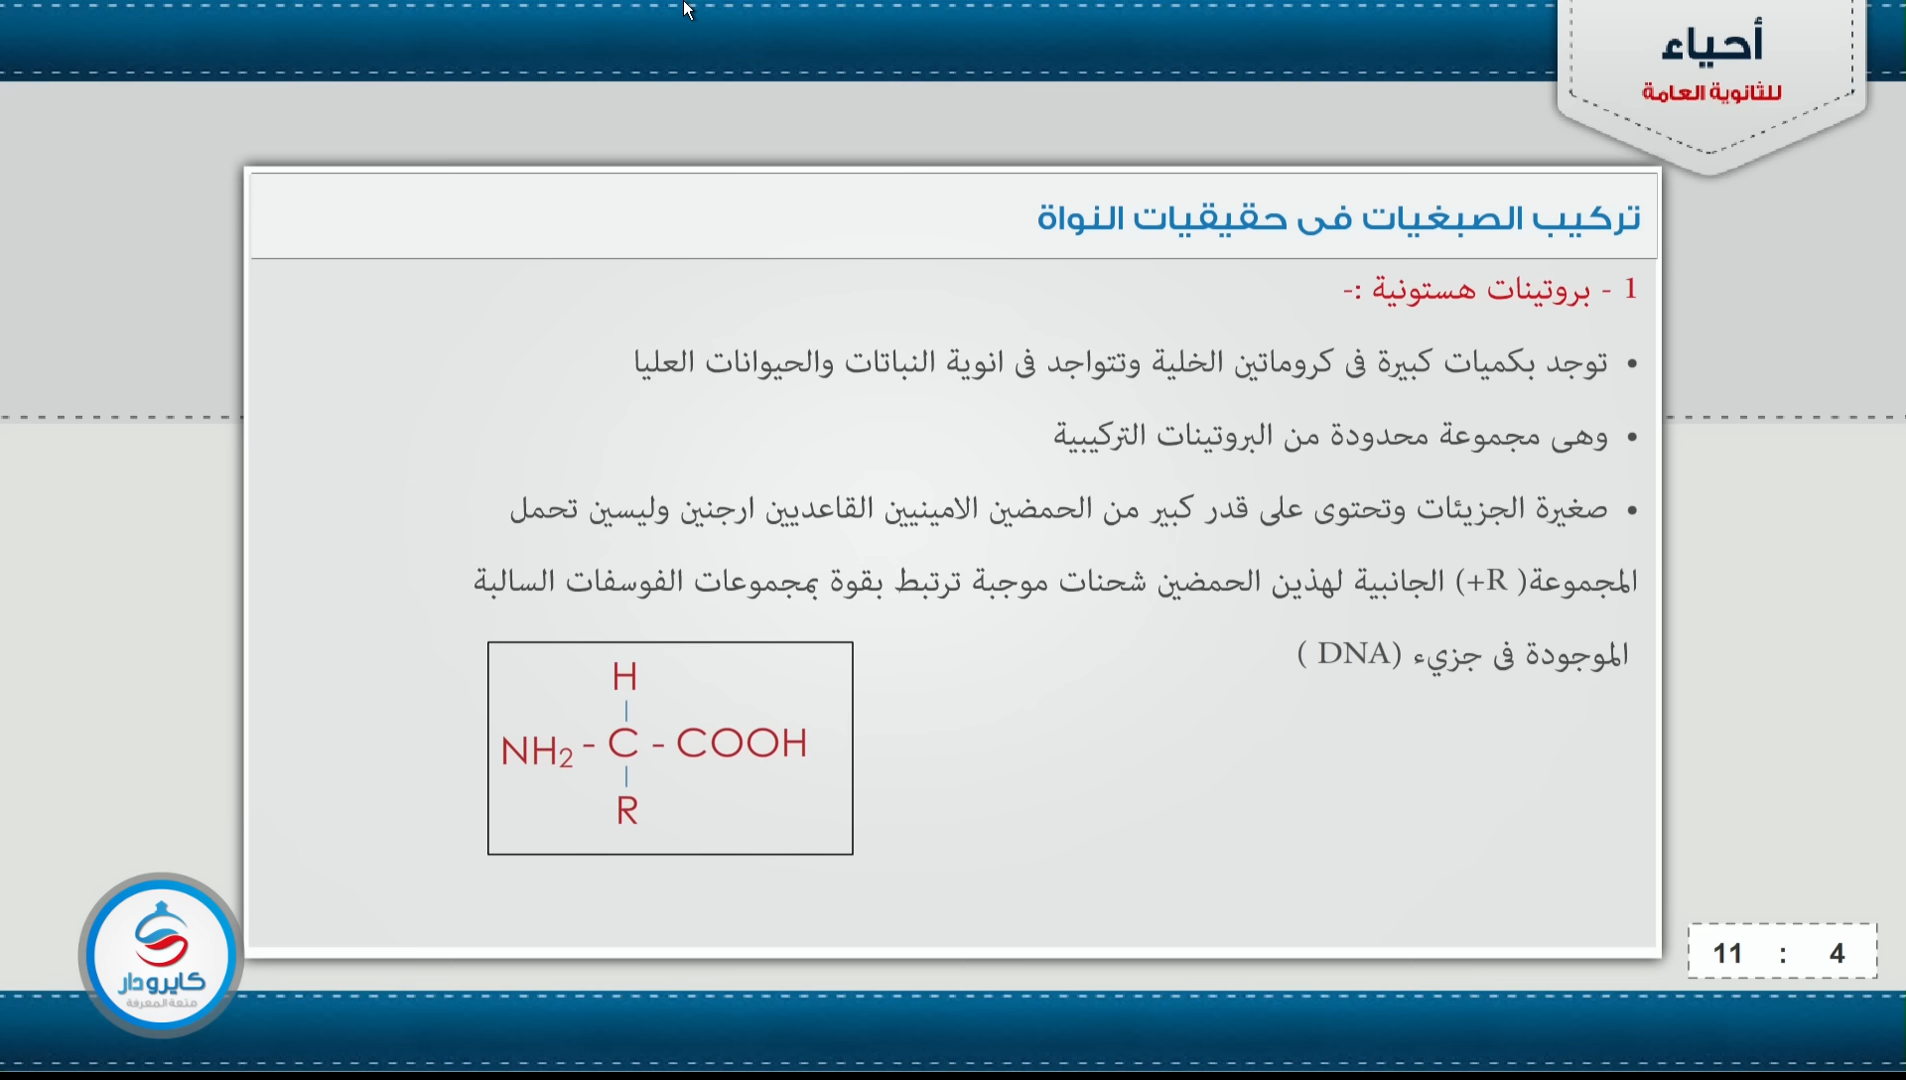 أحياء
للثانوية العامة
تركيب الصبغيات فى حقيقيات النواة
1 - بروتينات هستونية :-
• توجد بكميات كبيرة فى كروماتين الخلية وتتواجد فى انوية النباتات والحيوانات العليا
• وهى مجموعة محدودة من البروتينات التركيبية
• صغيرة الجزيئات وتحتوى على قدر كبير من الحمضين الامينيين القاعديين ارجنين وليسين تحمل
المجموعة( R+) الجانبية لهذين الحمضين شحنات موجبة ترتبط بقوة بمجموعات الفوسفات السالبة
الموجودة فى جزيء (DNA )
H
NH2 - C - COOH
R
كايرودار
متعة المعرفة
11 : 4